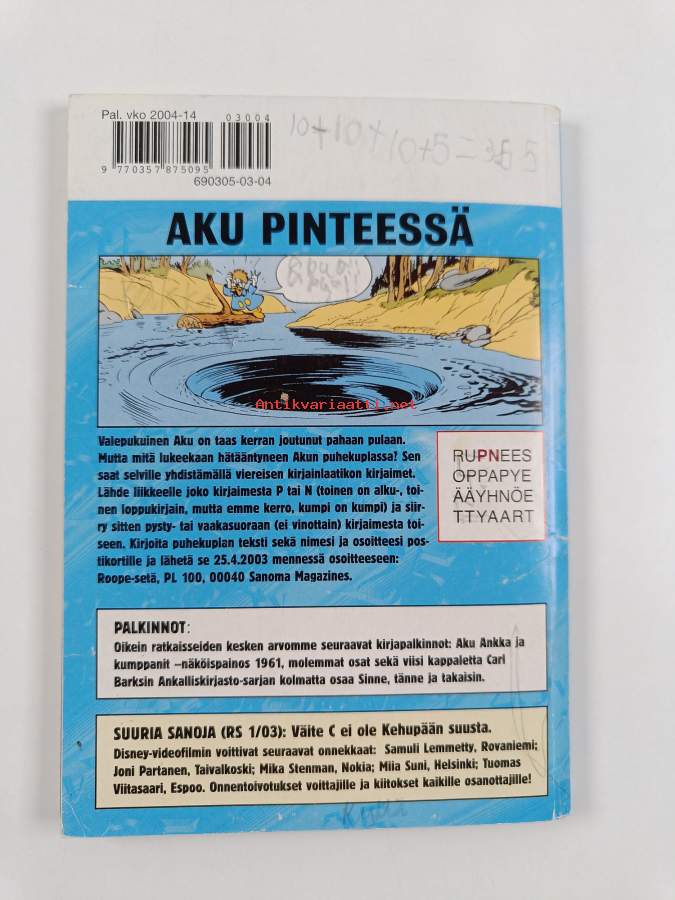 Pal. vko 2004-14
03004
9 770357 875095
690305-03-04
10+10+10+5=35 5
AKU PINTEESSÄ
Antikvariaatti.net
Valepukuinen Aku on taas kerran joutunut pahaan pulaan.
Mutta mitä lukeekaan hätääntyneen Akun puhekuplassa? Sen
saat selville yhdistämällä viereisen kirjainlaatikon kirjaimet.
Lähde liikkeelle joko kirjaimesta P tai N (toinen on alku-, toi-
nen loppukirjain, mutta emme kerro, kumpi on kumpi) ja siir-
ry sitten pysty- tai vaakasuoraan (ei vinottain) kirjaimesta toi-
seen. Kirjoita puhekuplan teksti sekä nimesi ja osoitteesi pos-
tikortille ja lähetä se 25.4.2003 mennessä osoitteeseen:
Roope-setä, PL 100, 00040 Sanoma Magazines.
RUPNEES
OPPAPYE
ÄÄYHNÖE
TTYAART
PALKINNOT:
Oikein ratkaisseiden kesken arvomme seuraavat kirjapalkinnot: Aku Ankka ja
kumppanit –näköispainos 1961, molemmat osat sekä viisi kappaletta Carl
Barksin Ankalliskirjasto-sarjan kolmatta osaa Sinne, tänne ja takaisin.
SUURIA SANOJA (RS 1/03): Väite C ei ole Kehupään suusta.
Disney-videofilmin voittivat seuraavat onnekkaat: Samuli Lemmetty, Rovaniemi;
Joni Partanen, Taivalkoski; Mika Stenman, Nokia; Miia Suni, Helsinki; Tuomas
Viitasaari, Espoo. Onnentoivotukset voittajille ja kiitokset kaikille osanottajille!